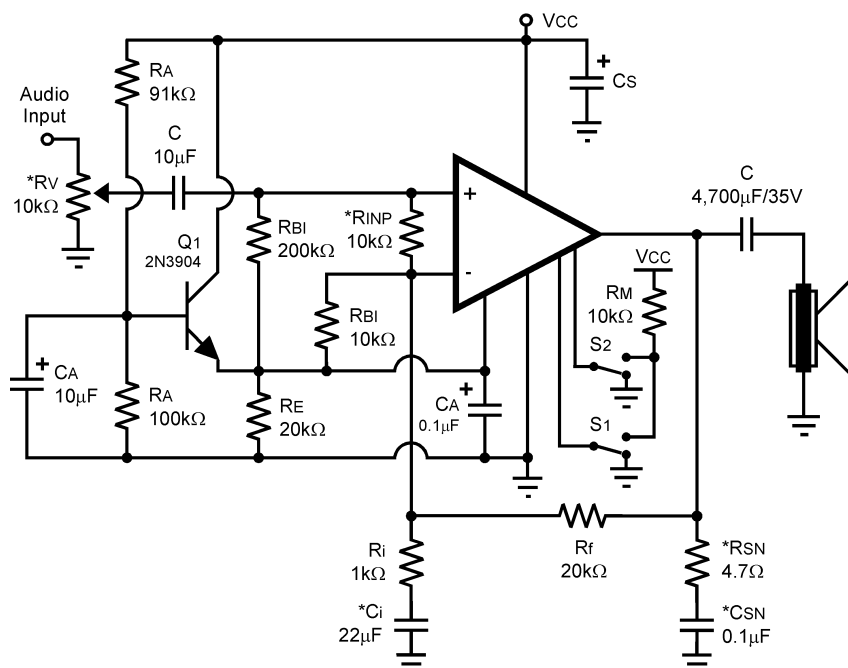 VCC
RA
91kΩ
+
CS
Audio
Input
C
10µF
C
4,700µF/35V
*RV
10kΩ
+
*RINP
10kΩ
RBI
200kΩ
Q1
2N3904
-
VCC
RM
10kΩ
RBI
10kΩ
S2
+
CA
10µF
RA
100kΩ
RE
20kΩ
+
CA
0.1µF
S1
Ri
1kΩ
Rf
20kΩ
*RSN
4.7Ω
*Ci
22µF
*CSN
0.1µF